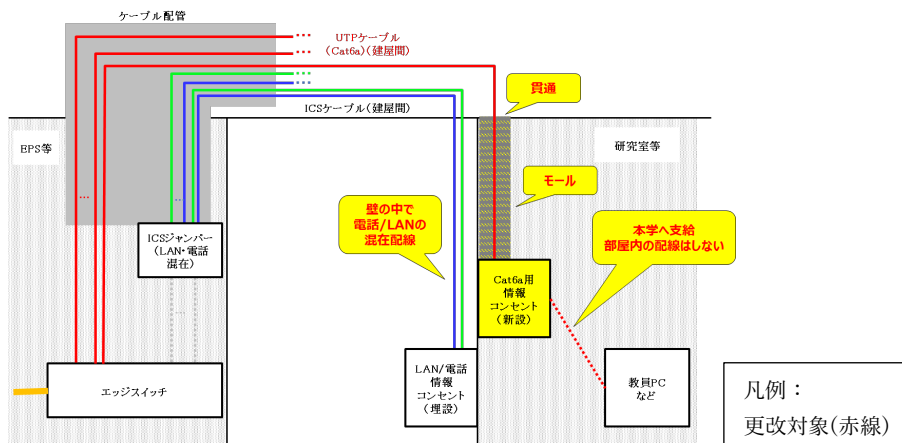 ケーブル配管
UTPケーブル
(Cat6a)(建屋間)
ICSケーブル(建屋間)
貫通
EPS等
研究室等
モール
壁の中で
電話/LANの
混在配線
本学へ支給
部屋内の配線はしない
ICSジャンパー
(LAN・電話
混在)
Cat6a用
情報
コンセント
(新設)
エッジスイッチ
LAN/電話
情報
コンセント
(埋設)
教員PC
など
凡例：
更改対象(赤線)